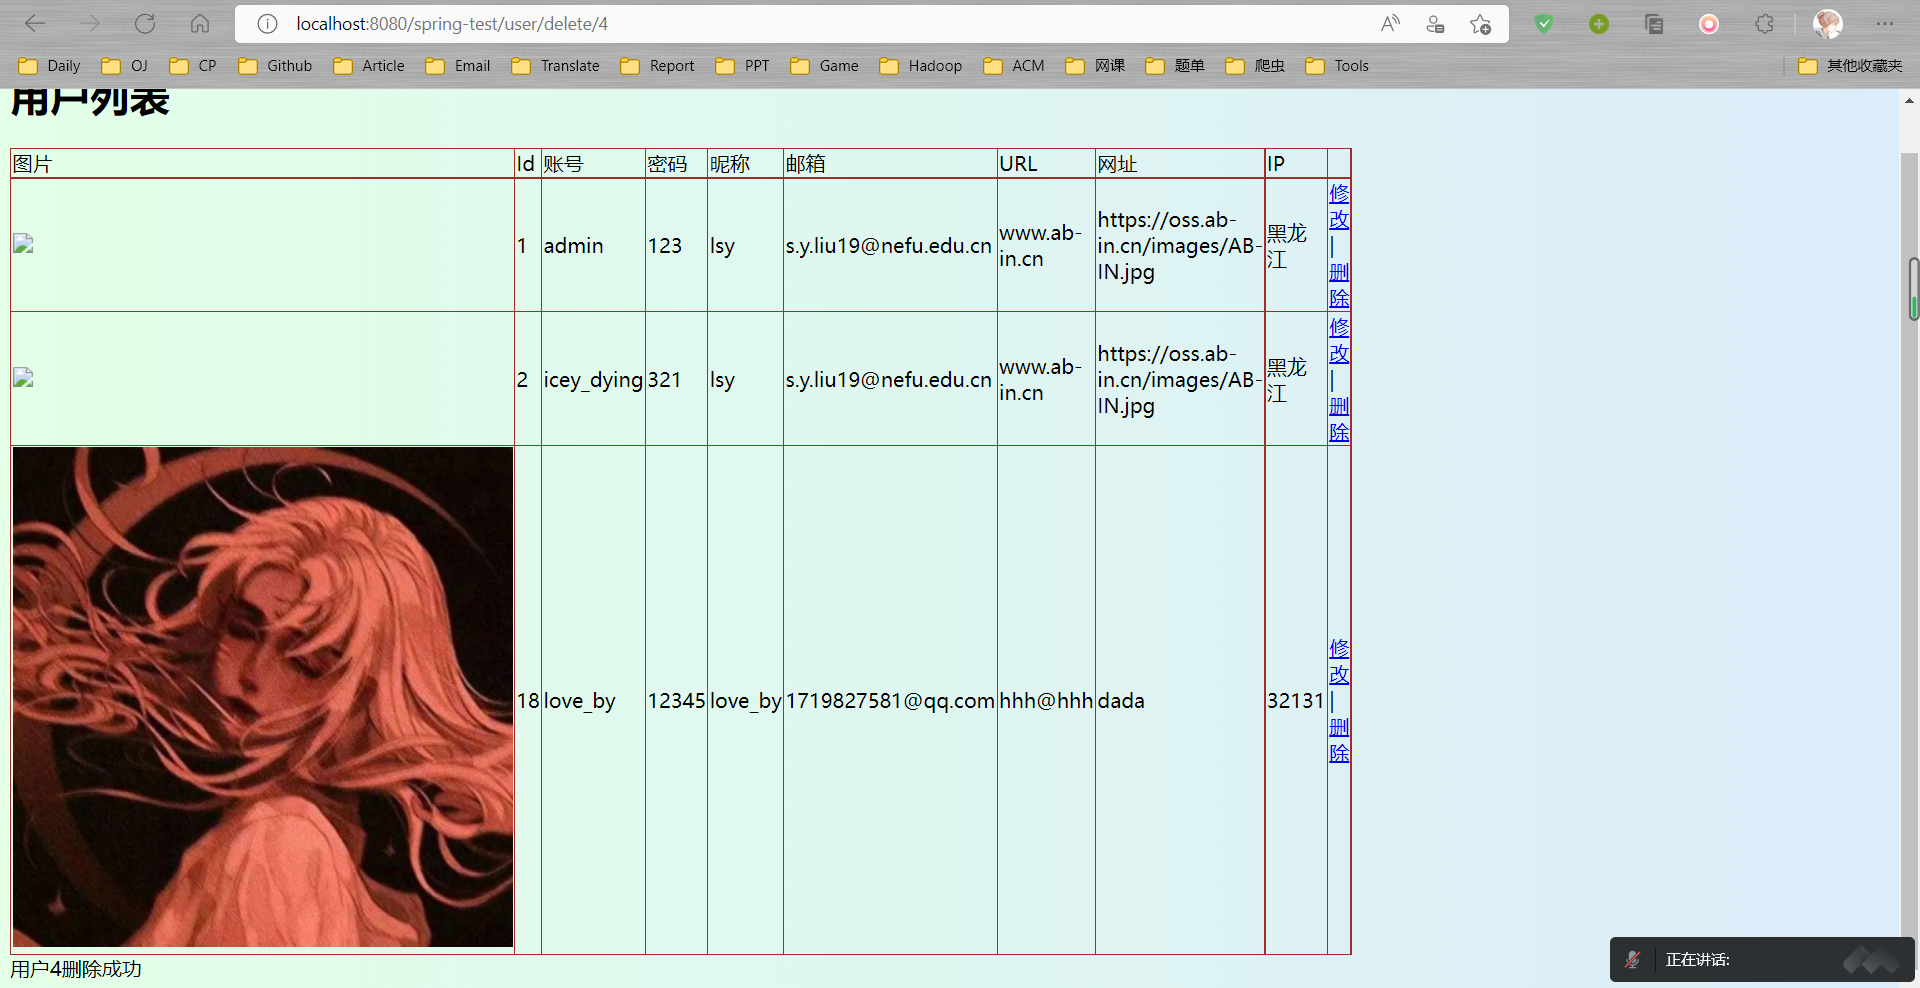 localhost:8080/spring-test/user/delete/4
Daily OJ CP Github Article Email Translate Report PPT Game Hadoop ACM 网课 题单 爬虫 Tools 其他收藏夹
用户列表
图片 Id 账号 密码 昵称 邮箱 URL 网址 IP
1 admin 123 lsy s.y.liu19@nefu.edu.cn www.ab-
in.cn https://oss.ab-
in.cn/images/AB-
IN.jpg 黑龙
江 修
改
|
删
除
2 icey_dying 321 lsy s.y.liu19@nefu.edu.cn www.ab-
in.cn https://oss.ab-
in.cn/images/AB-
IN.jpg 黑龙
江 修
改
|
删
除
18 love_by 12345 love_by 1719827581@qq.com hhh@hhh dada 32131 修
改
|
删
除
用户4删除成功
正在讲话: